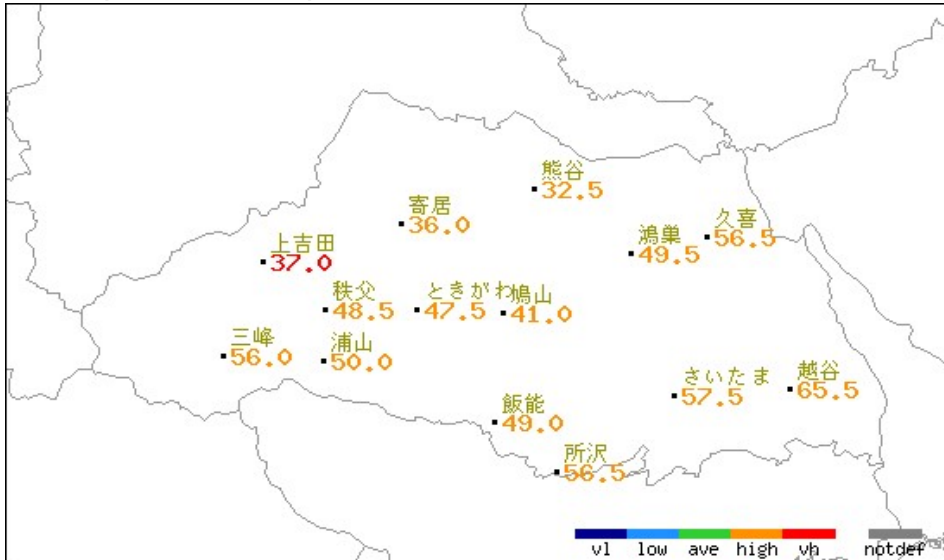 熊谷
32.5
寄居
36.0
久喜
56.5
鴻巣
49.5
上吉田
37.0
秩父
48.5
ときがわ
47.5
鳩山
41.0
三峰
56.0
浦山
50.0
さいたま
57.5
越谷
65.5
飯能
49.0
所沢
56.5
vl low ave high vh notdef